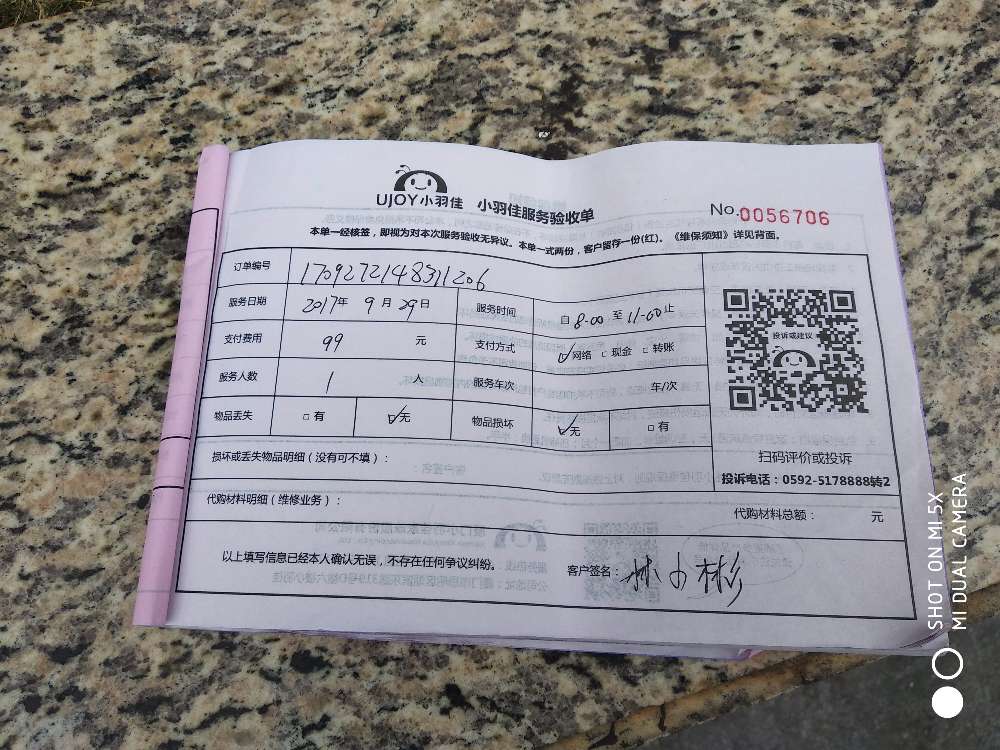 UJOY小羽佳 小羽佳服务验收单 No.0056706
本单一经核签，即视为对本次服务验收无异议。本单一式两份，客户留存一份(红)。《维保须知》详见背面。
订单编号 1709272148311206
服务日期 2017年 9月29日 服务时间 自 8:00 至 11:00 止
支付费用 99 元 支付方式 ☑网络 □现金 □转账
服务人数 1 人 服务车次 车/次
物品丢失 □有 ☑无 物品损坏 ☑无 □有
投诉或建议
扫码评价或投诉
投诉电话：0592-5178888转2
损坏或丢失物品明细（没有可不填）：
代购材料明细（维修业务）：
代购材料总额： 元
以上填写信息已经本人确认无误，不存在任何争议纠纷。 客户签名：林小彬
SHOT ON MI 5X
MI DUAL CAMERA